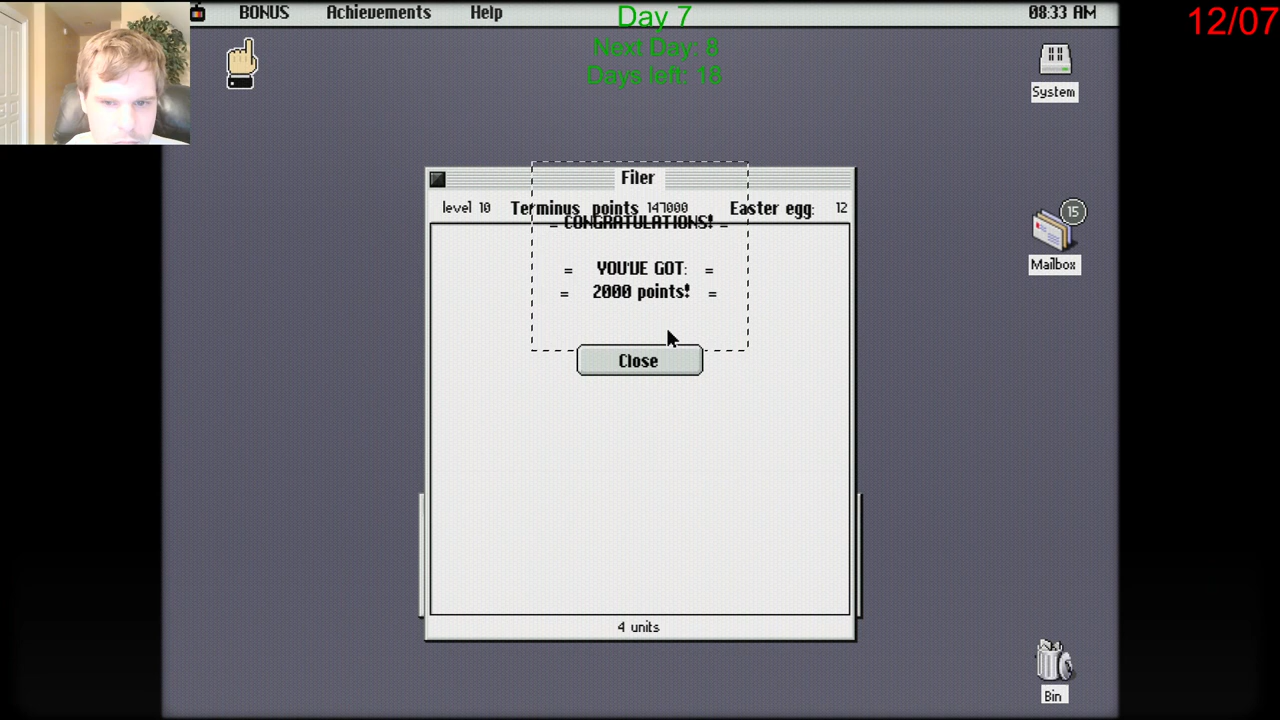 BONUS Achievements Help 08:33 AM
Day 7
Next Day: 8
Days left: 18
12/07
System
Filer
level 10 Terminus points 147000 Easter egg: 12
= CONGRATULATIONS! =
= YOU'VE GOT: =
= 2000 points! =
Close
4 units
15
Mailbox
Bin